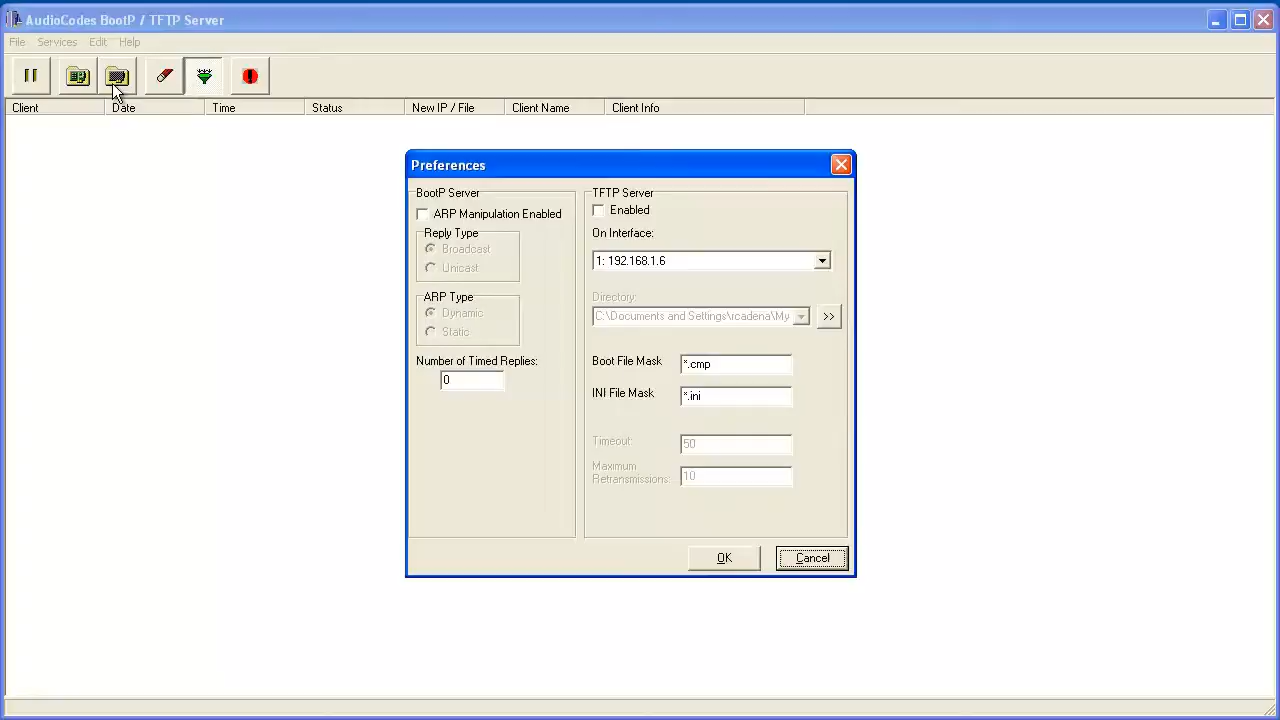 AudioCodes BootP / TFTP Server
File Services Edit Help
Client Date Time Status New IP / File Client Name Client Info
Preferences
BootP Server
ARP Manipulation Enabled
Reply Type
Broadcast
Unicast
ARP Type
Dynamic
Static
Number of Timed Replies:
0
TFTP Server
Enabled
On Interface:
1: 192.168.1.6
Directory:
C:\Documents and Settings\rcadena\My >>
Boot File Mask *.cmp
INI File Mask *.ini
Timeout: 50
Maximum
Retransmissions: 10
OK Cancel